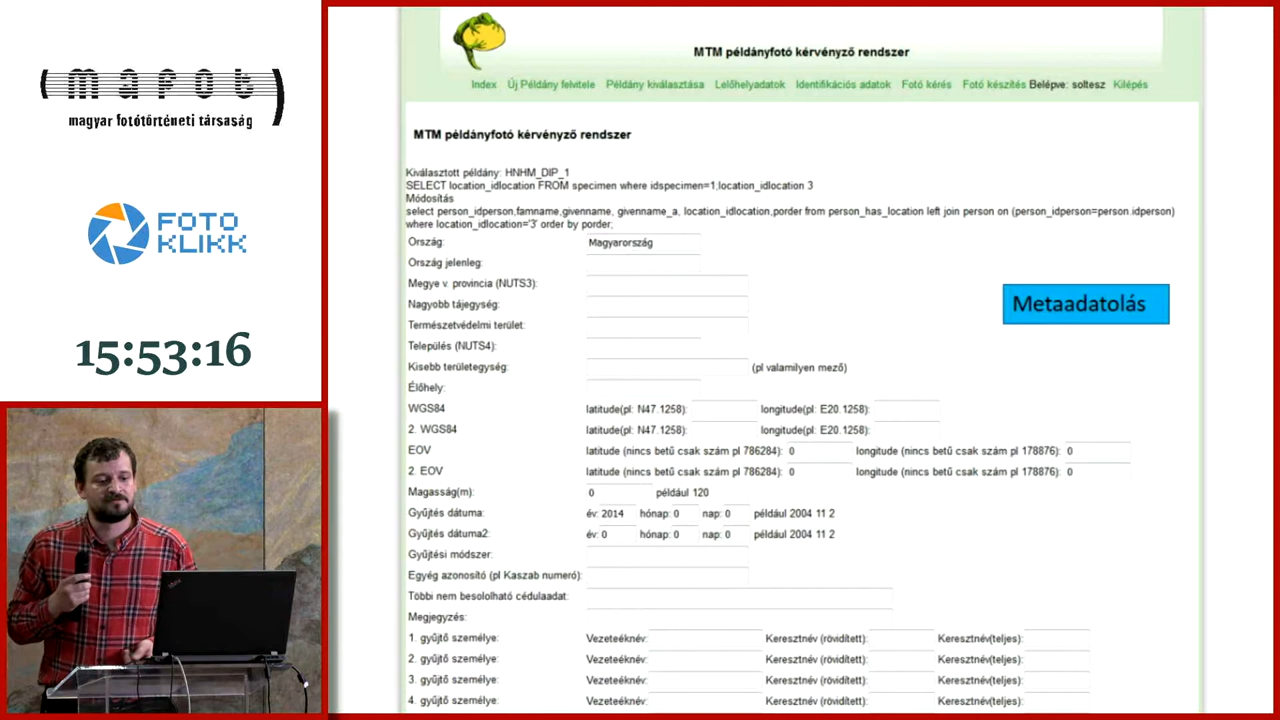 mafot
magyar fotótörténeti társaság
FOTO
KLIKK
15:53:16
MTM példányfotó kérvényző rendszer
Index Új Példány felvitele Példány kiválasztása Lelőhelyadatok Identifikációs adatok Fotó kérés Fotó készítés Belépve: soltesz Kilépés
MTM példányfotó kérvényző rendszer
Kiválasztott példány: HNHM_DIP_1
SELECT location_idlocation FROM specimen where idspecimen=1,location_idlocation 3
Módosítás
select person_idperson,famname,givenname, givenname_a, location_idlocation,porder from person_has_location left join person on (person_idperson=person.idperson)
where location_idlocation='3' order by porder;
Ország: Magyarország
Ország jelenleg:
Megye v. provincia (NUTS3):
Nagyobb tájegység:
Metaadatolás
Természetvédelmi terület:
Település (NUTS4):
Kisebb területegység: (pl valamilyen mező)
Élőhely:
WGS84 latitude(pl: N47.1258): longitude(pl: E20.1258):
2. WGS84 latitude(pl: N47.1258): longitude(pl: E20.1258):
EOV latitude (nincs betű csak szám pl 786284): 0 longitude (nincs betű csak szám pl 178876): 0
2. EOV latitude (nincs betű csak szám pl 786284): 0 longitude (nincs betű csak szám pl 178876): 0
Magasság(m): 0 például 120
Gyűjtés dátuma: év: 2014 hónap: 0 nap: 0 például 2004 11 2
Gyűjtés dátuma2: év: 0 hónap: 0 nap: 0 például 2004 11 2
Gyűjtési módszer:
Egyég azonosító (pl Kaszab numeró):
Többi nem besololható cédulaadat:
Megjegyzés:
1. gyűjtő személye: Vezeteéknév: Keresztnév (rövidített): Keresztnév(teljes):
2. gyűjtő személye: Vezeteéknév: Keresztnév (rövidített): Keresztnév(teljes):
3. gyűjtő személye: Vezeteéknév: Keresztnév (rövidített): Keresztnév(teljes):
4. gyűjtő személye: Vezeteéknév: Keresztnév (rövidített): Keresztnév(teljes):